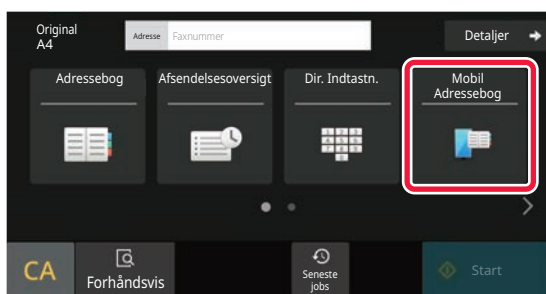 Original
A4
Adresse
Faxnummer
Detaljer
Adressebog
Afsendelsesoversigt
Dir. Indtastn.
Mobil
Adressebog
CA
Forhåndsvis
Seneste
jobs
Start